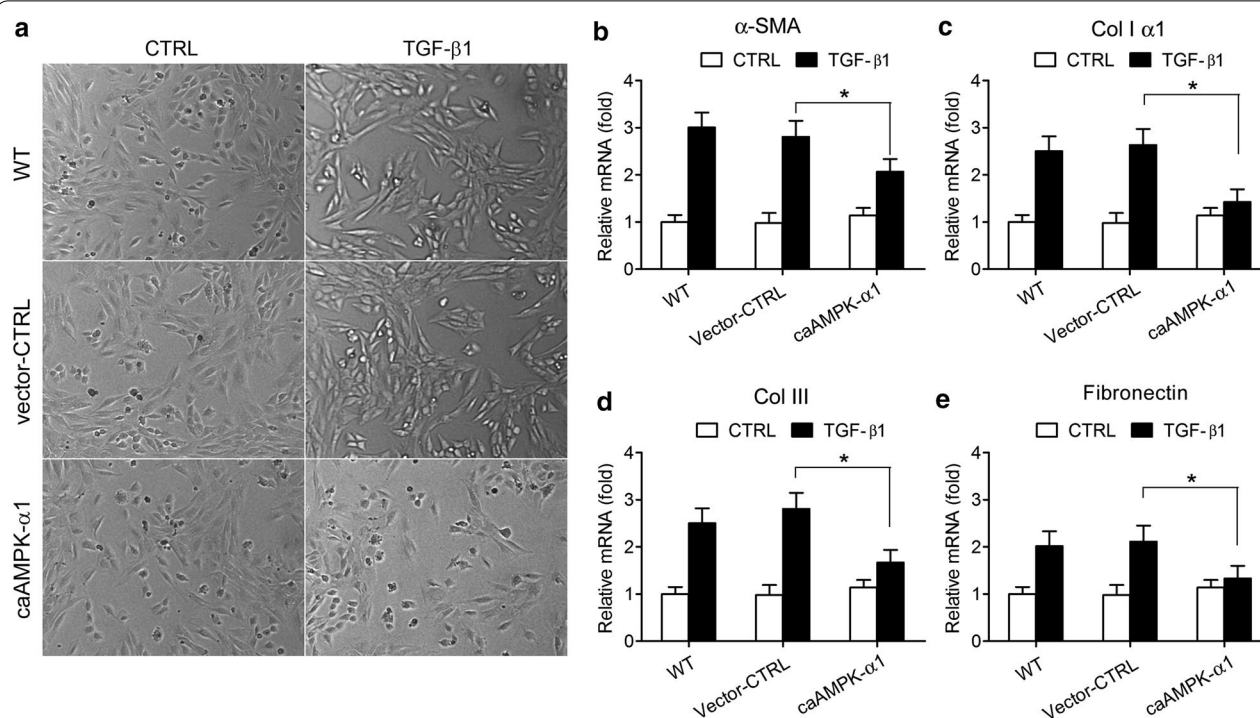 a
CTRL TGF-β1
WT
vector-CTRL
caAMPK-α1
b
α-SMA
CTRL TGF-β1
Relative mRNA (fold)
4
3
2
1
0
*
WT Vector-CTRL caAMPK-α1
c
Col I α1
CTRL TGF-β1
Relative mRNA (fold)
4
3
2
1
0
*
WT Vector-CTRL caAMPK-α1
d
Col III
CTRL TGF-β1
Relative mRNA (fold)
4
3
2
1
0
*
WT Vector-CTRL caAMPK-α1
e
Fibronectin
CTRL TGF-β1
Relative mRNA (fold)
4
3
2
1
0
*
WT Vector-CTRL caAMPK-α1